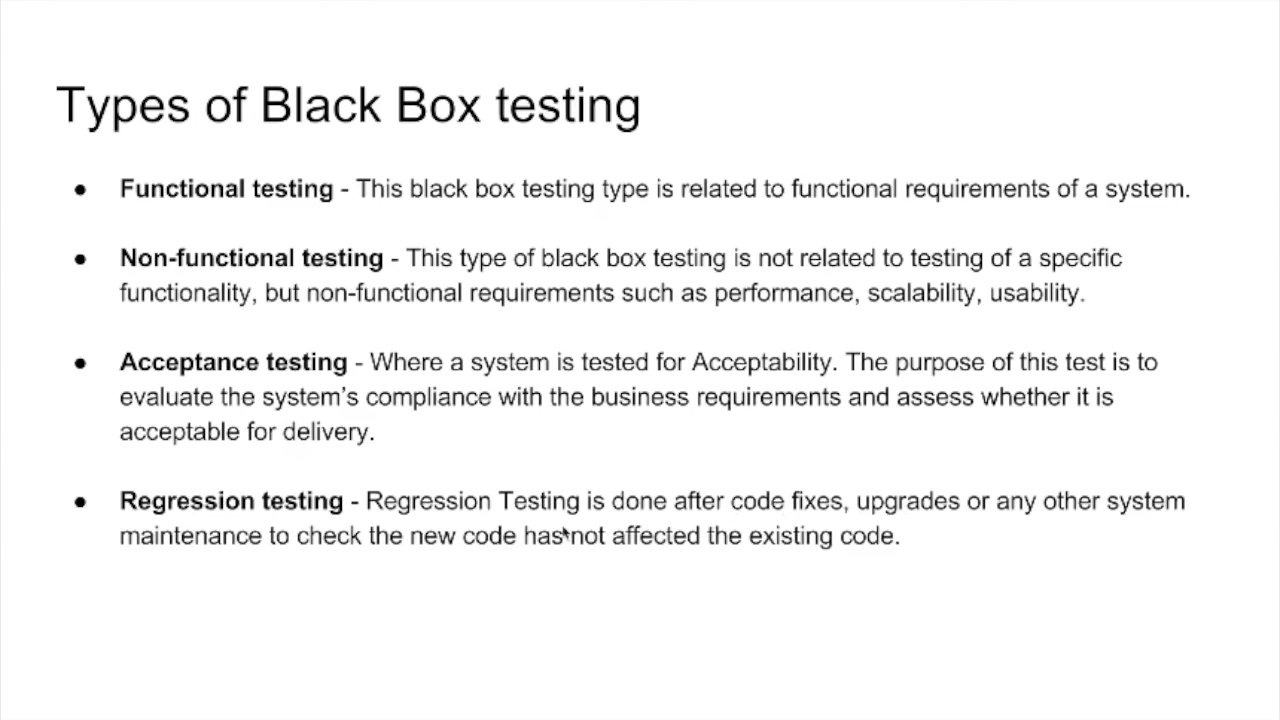 Types of Black Box testing
● Functional testing - This black box testing type is related to functional requirements of a system.
● Non-functional testing - This type of black box testing is not related to testing of a specific
functionality, but non-functional requirements such as performance, scalability, usability.
● Acceptance testing - Where a system is tested for Acceptability. The purpose of this test is to
evaluate the system’s compliance with the business requirements and assess whether it is
acceptable for delivery.
● Regression testing - Regression Testing is done after code fixes, upgrades or any other system
maintenance to check the new code has not affected the existing code.